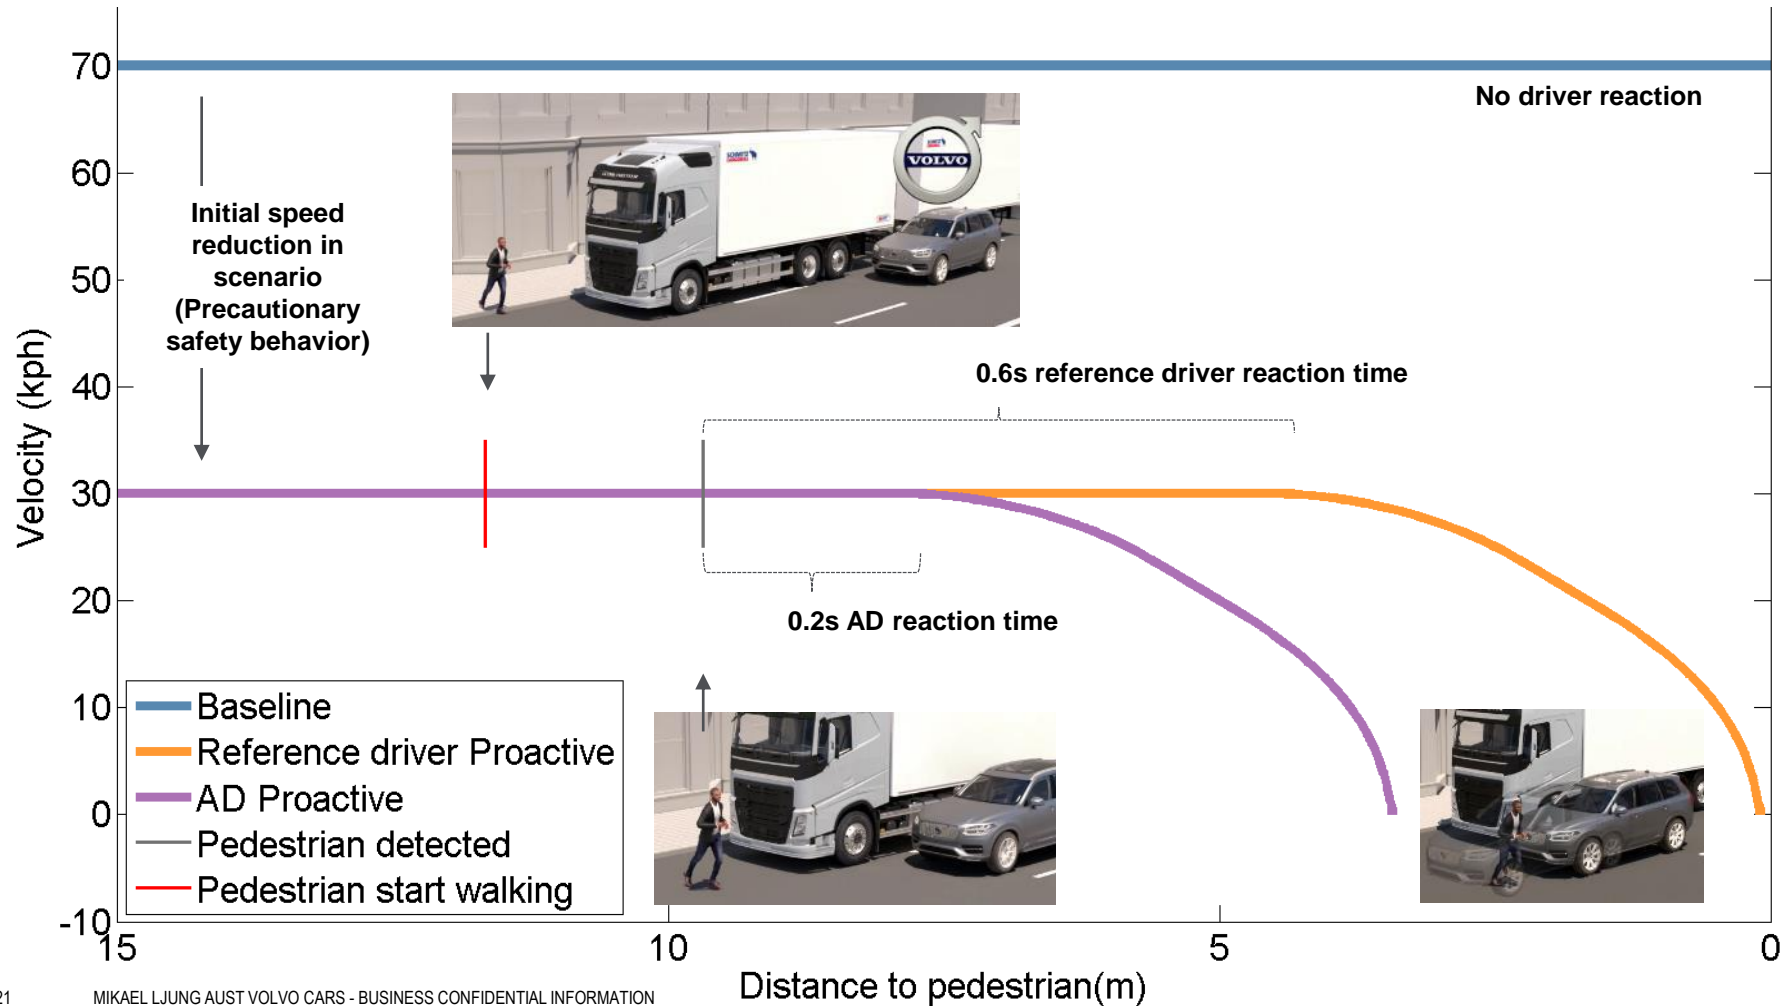 70
No driver reaction
VOLVO
60
Initial speed
reduction in
scenario
(Precautionary
safety behavior)
50
Velocity (kph)
40
0.6s reference driver reaction time
30
20
0.2s AD reaction time
10
Baseline
Reference driver Proactive
AD Proactive
0
Pedestrian detected
Pedestrian start walking
-10
15
10
5
0
Distance to pedestrian(m)
21
MIKAEL LJUNG AUST VOLVO CARS - BUSINESS CONFIDENTIAL INFORMATION